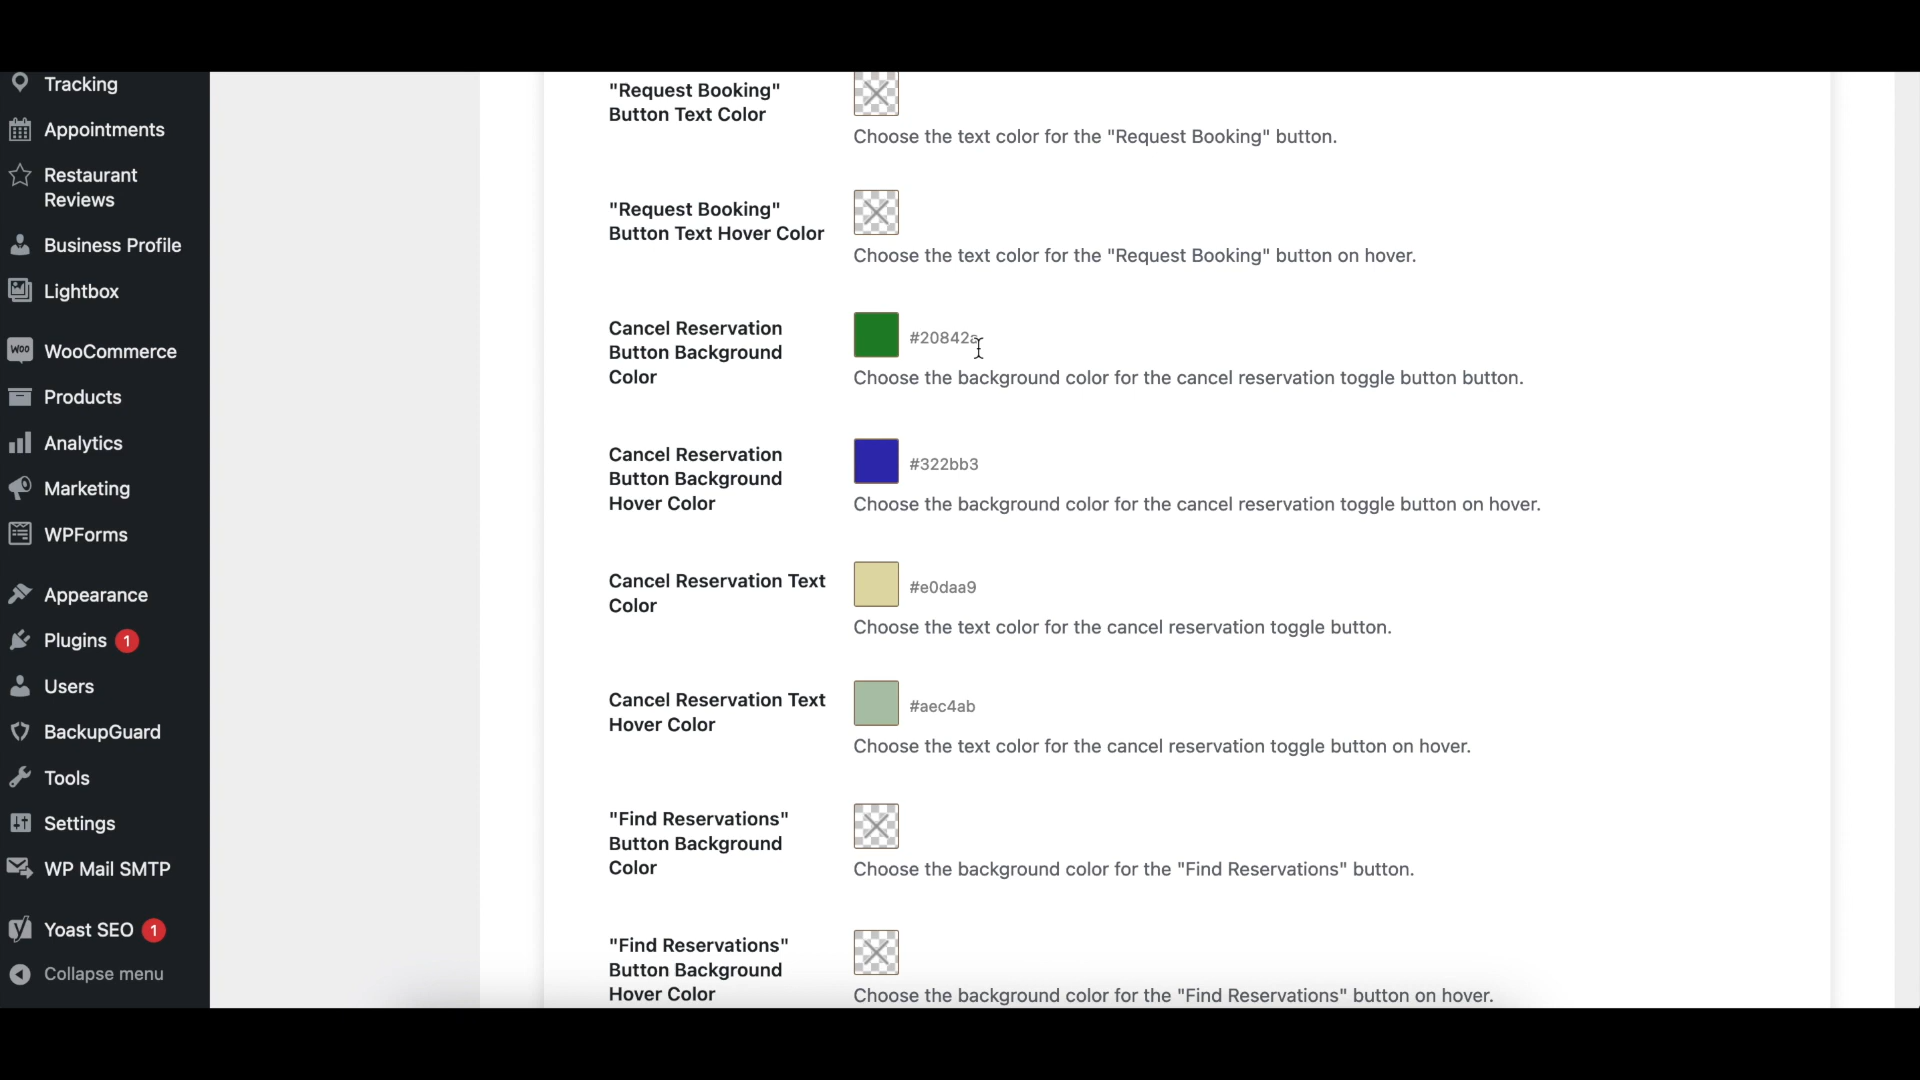 Tracking
Appointments
Restaurant
Reviews
Business Profile
Lightbox
WooCommerce
Products
Analytics
Marketing
WPForms
Appearance
Plugins 1
Users
BackupGuard
Tools
Settings
WP Mail SMTP
Yoast SEO 1
Collapse menu
"Request Booking"
Button Text Color
Choose the text color for the "Request Booking" button.
"Request Booking"
Button Text Hover Color
Choose the text color for the "Request Booking" button on hover.
Cancel Reservation
Button Background
Color
#20842a
Choose the background color for the cancel reservation toggle button button.
Cancel Reservation
Button Background
Hover Color
#322bb3
Choose the background color for the cancel reservation toggle button on hover.
Cancel Reservation Text
Color
#e0daa9
Choose the text color for the cancel reservation toggle button.
Cancel Reservation Text
Hover Color
#aec4ab
Choose the text color for the cancel reservation toggle button on hover.
"Find Reservations"
Button Background
Color
Choose the background color for the "Find Reservations" button.
"Find Reservations"
Button Background
Hover Color
Choose the background color for the "Find Reservations" button on hover.